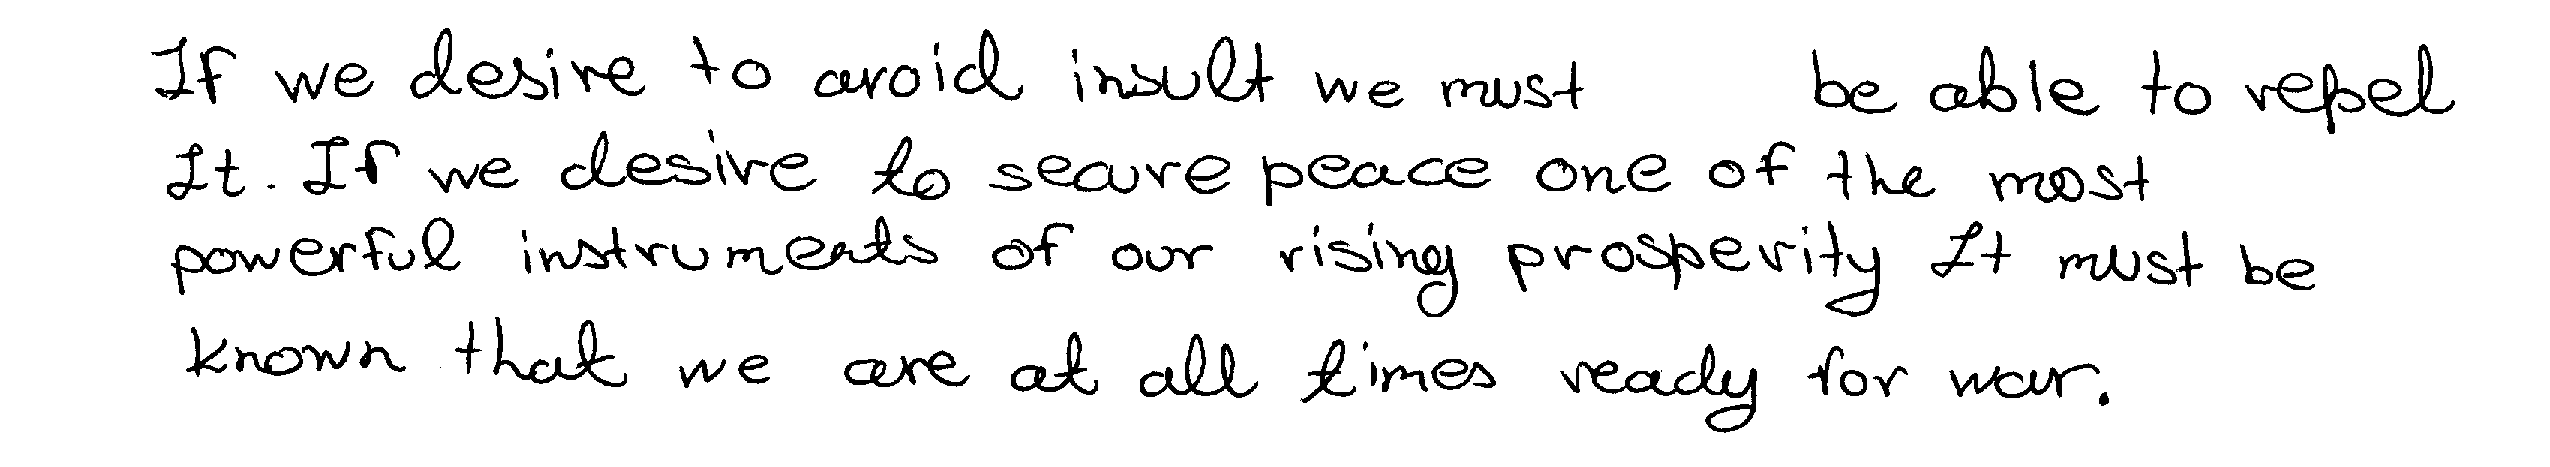 If we desire to avoid insult we must be able to repel
It. If we desire to secure peace one of the most
powerful instruments of our rising prosperity It must be
known that we are at all times ready for war.